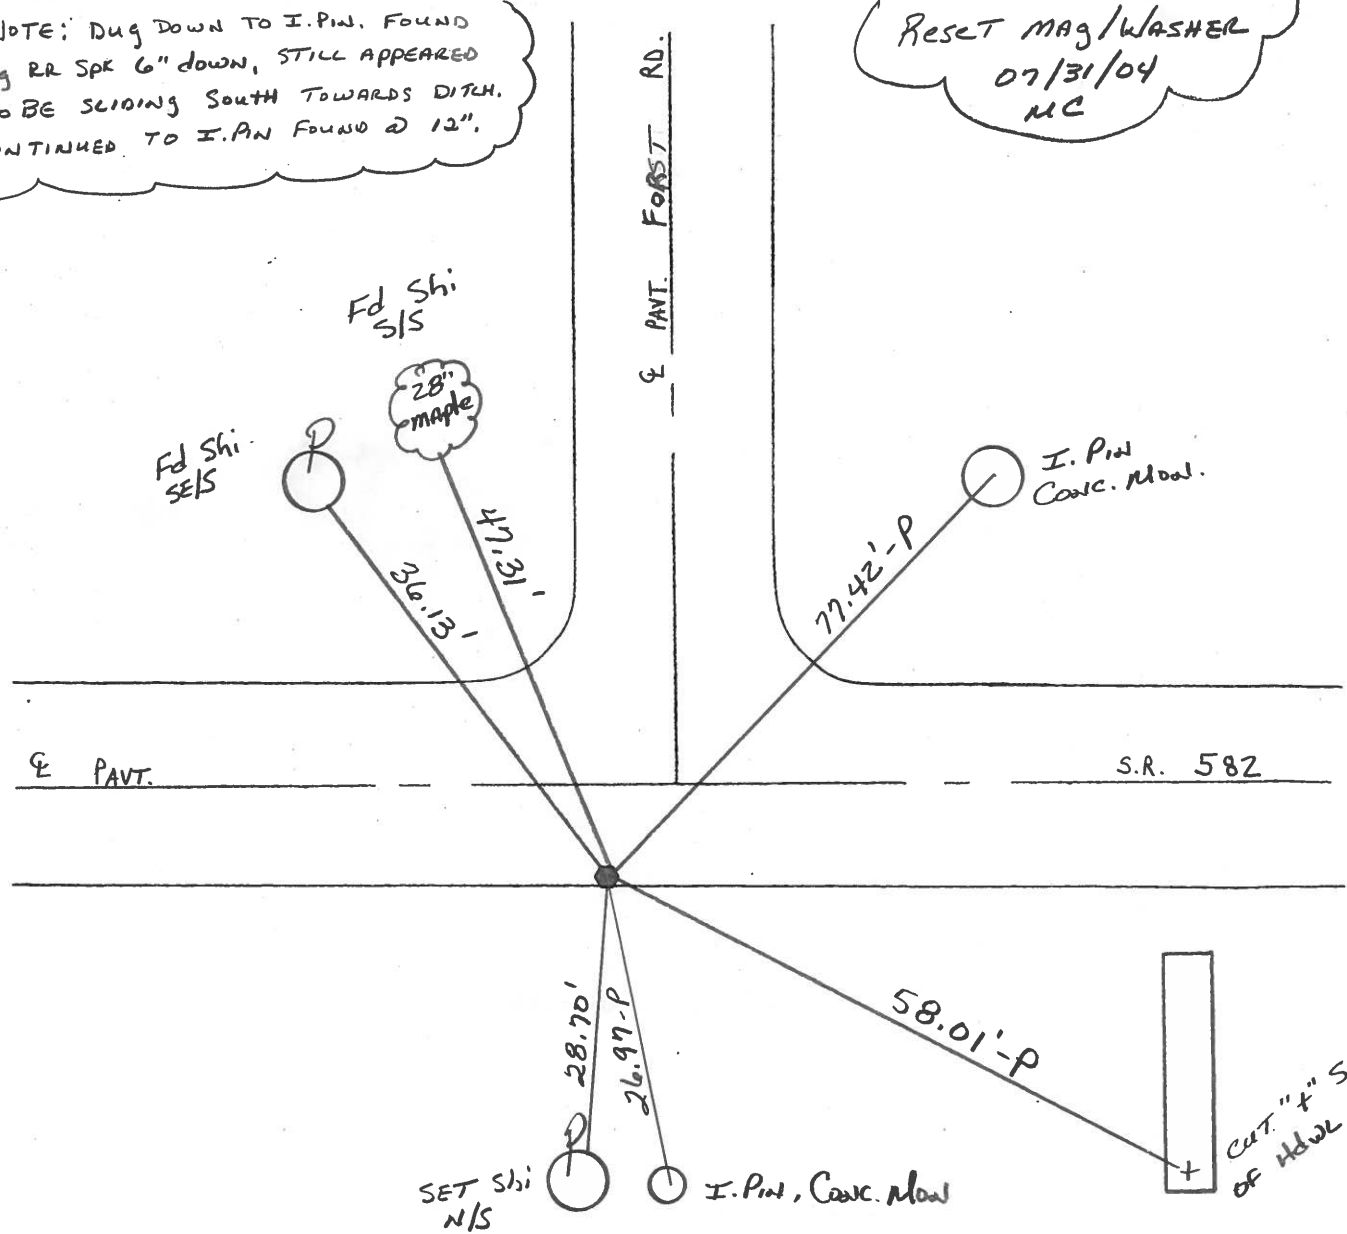 NOTE: Dug DOWN TO I.PIN. FOUND
RR SPK 6" down, STILL APPEARED
TO BE SLIDING SOUTH TOWARDS DITCH.
CONTINUED TO I.PIN FOUND @ 12".
RESET MAg/WASHER
07/31/04
MC
℄ PAVT. FORST RD.
Fd Shi
S/S
28"
MAPLE
Fd Shi
SE/S
P
I. PIN
CONC. MON.
36.13'
47.31'
77.42'-P
℄ PAVT.
S.R. 582
28.70'
26.97-P
58.01'-P
P
SET Shi
N/S
I. PIN, CONC. MON
+
CUT "+" S
OF HdWL